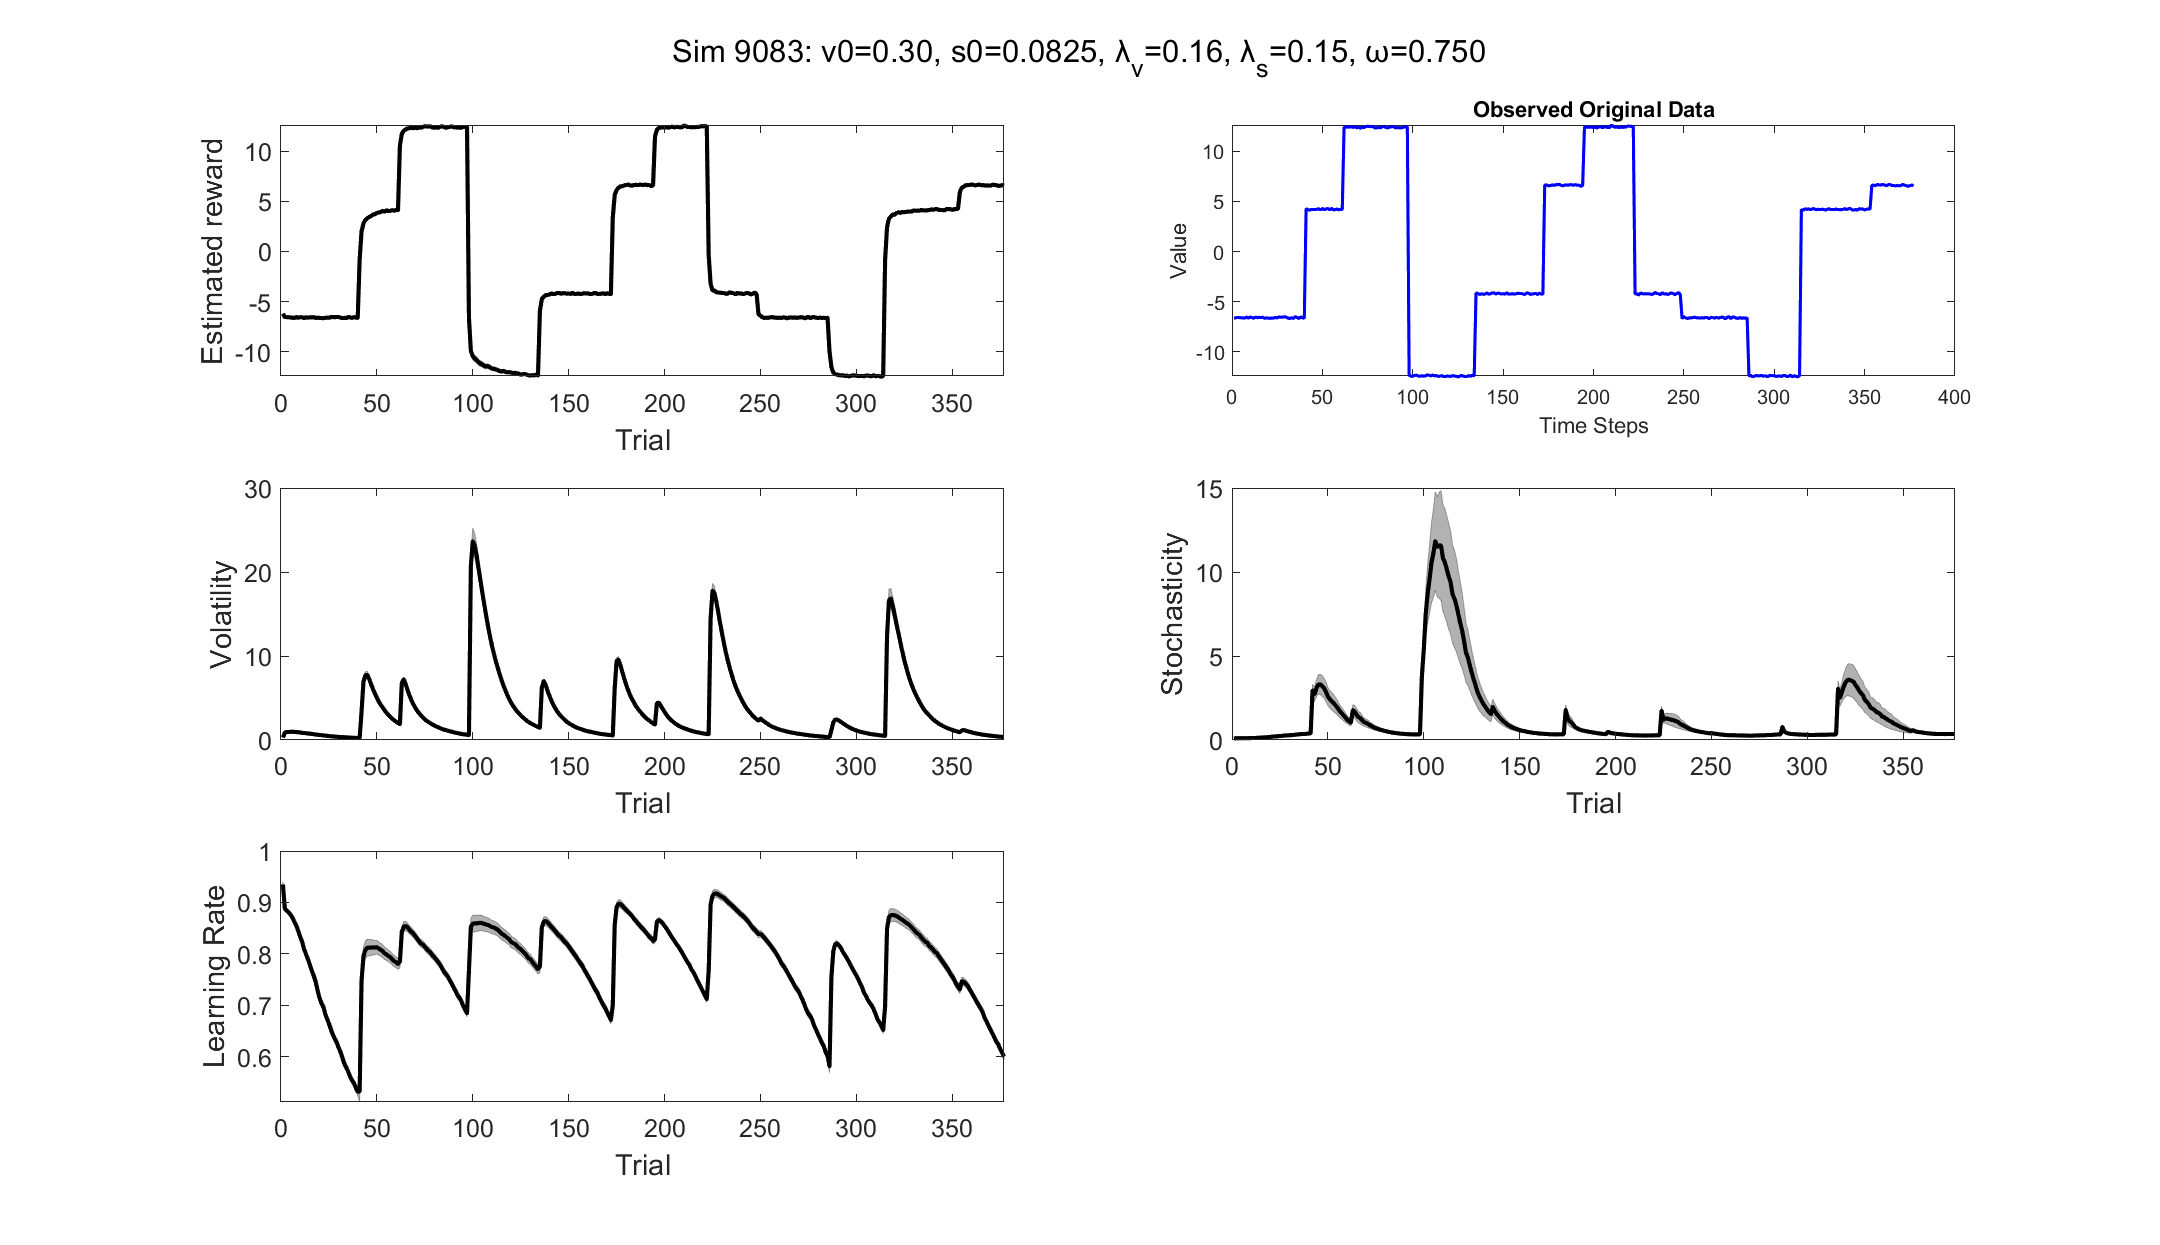 Sim 9083: v0=0.30, s0=0.0825, λv=0.16, λs=0.15, ω=0.750
Estimated reward
10
5
0
-5
-10
0 50 100 150 200 250 300 350
Trial
Observed Original Data
Value
10
5
0
-5
-10
0 50 100 150 200 250 300 350 400
Time Steps
Volatility
30
20
10
0
0 50 100 150 200 250 300 350
Trial
Stochasticity
15
10
5
0
0 50 100 150 200 250 300 350
Trial
Learning Rate
1
0.9
0.8
0.7
0.6
0 50 100 150 200 250 300 350
Trial